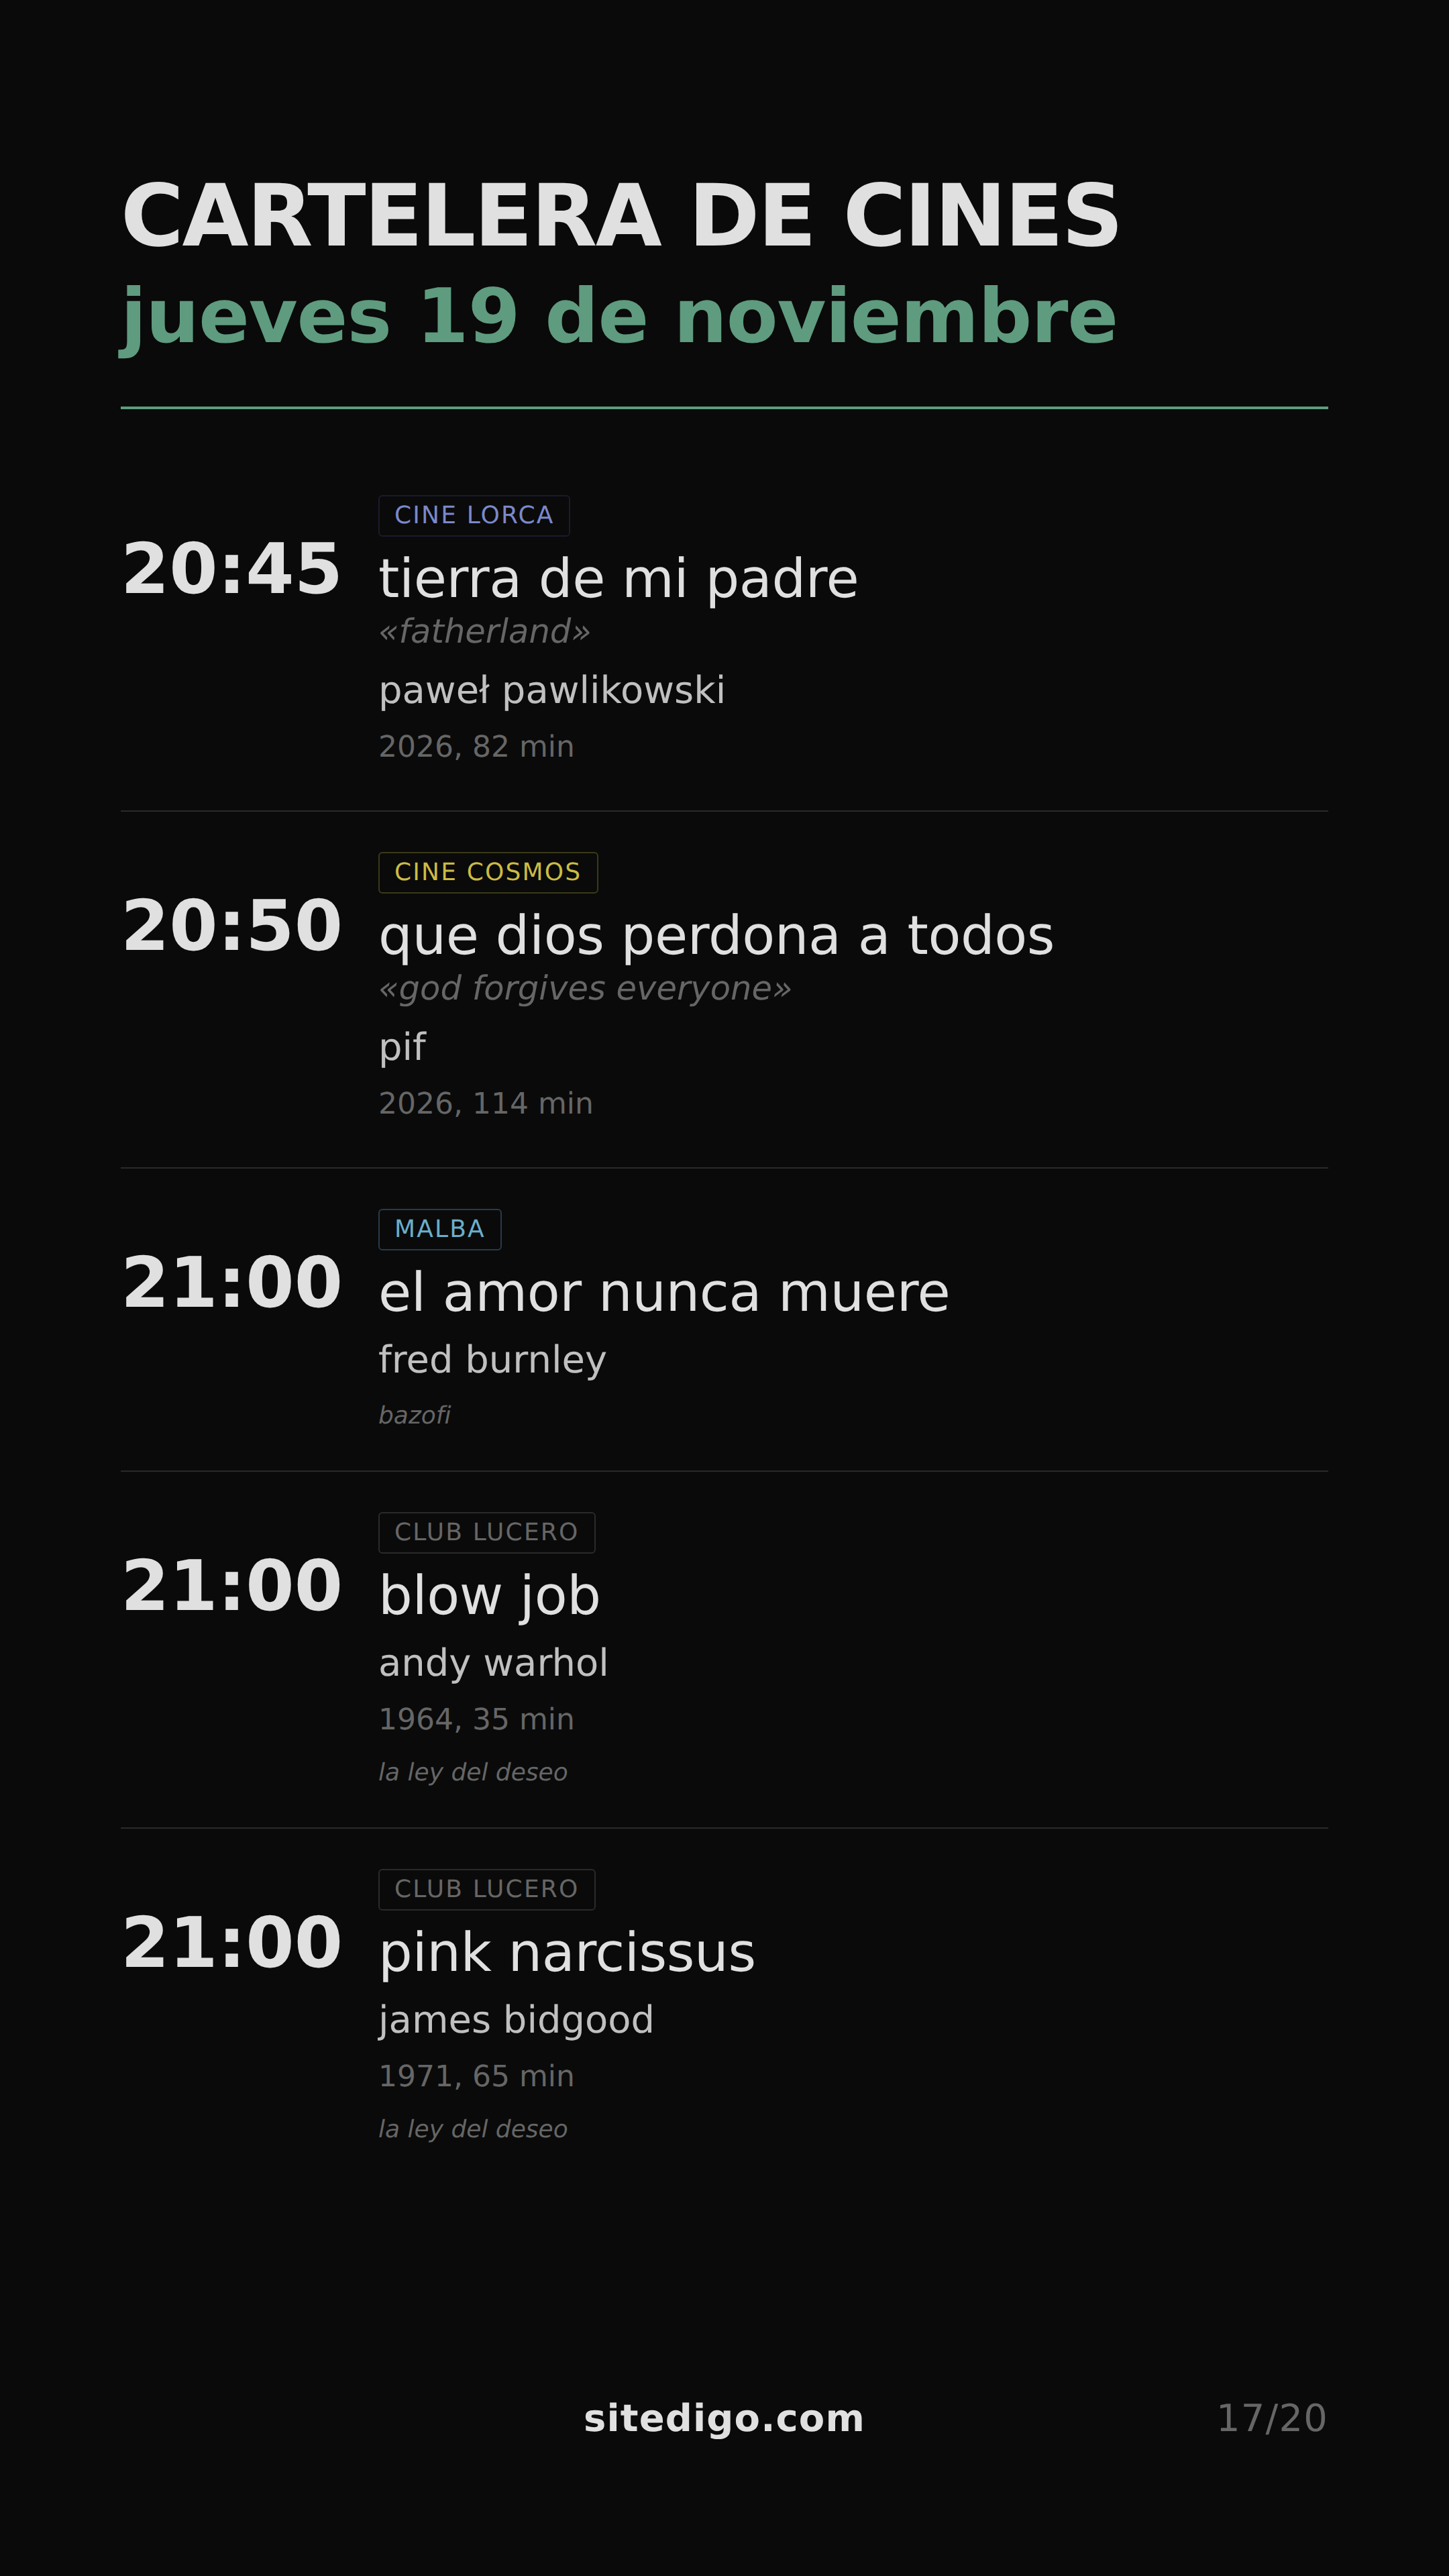 CARTELERA DE CINES
jueves 19 de noviembre
CINE LORCA
20:45
tierra de mi padre
«fatherland»
paweł pawlikowski
2026, 82 min
CINE COSMOS
20:50
que dios perdona a todos
«god forgives everyone»
pif
2026, 114 min
MALBA
21:00
el amor nunca muere
fred burnley
bazofi
CLUB LUCERO
21:00
blow job
andy warhol
1964, 35 min
la ley del deseo
CLUB LUCERO
21:00
pink narcissus
james bidgood
1971, 65 min
la ley del deseo
sitedigo.com
17/20